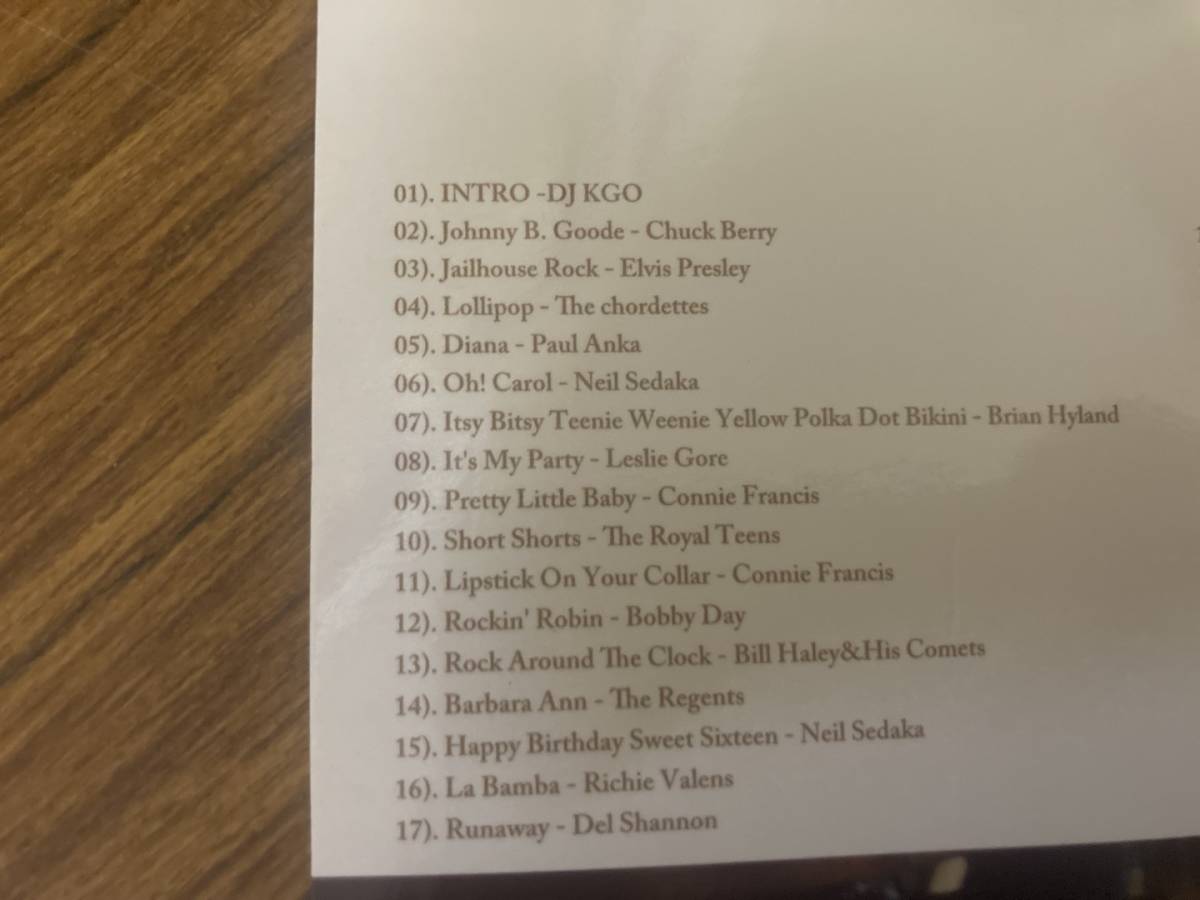 01). INTRO -DJ KGO
02). Johnny B. Goode - Chuck Berry
03). Jailhouse Rock - Elvis Presley
04). Lollipop - The chordettes
05). Diana - Paul Anka
06). Oh! Carol - Neil Sedaka
07). Itsy Bitsy Teenie Weenie Yellow Polka Dot Bikini - Brian Hyland
08). It's My Party - Leslie Gore
09). Pretty Little Baby - Connie Francis
10). Short Shorts - The Royal Teens
11). Lipstick On Your Collar - Connie Francis
12). Rockin' Robin - Bobby Day
13). Rock Around The Clock - Bill Haley&His Comets
14). Barbara Ann - The Regents
15). Happy Birthday Sweet Sixteen - Neil Sedaka
16). La Bamba - Richie Valens
17). Runaway - Del Shannon